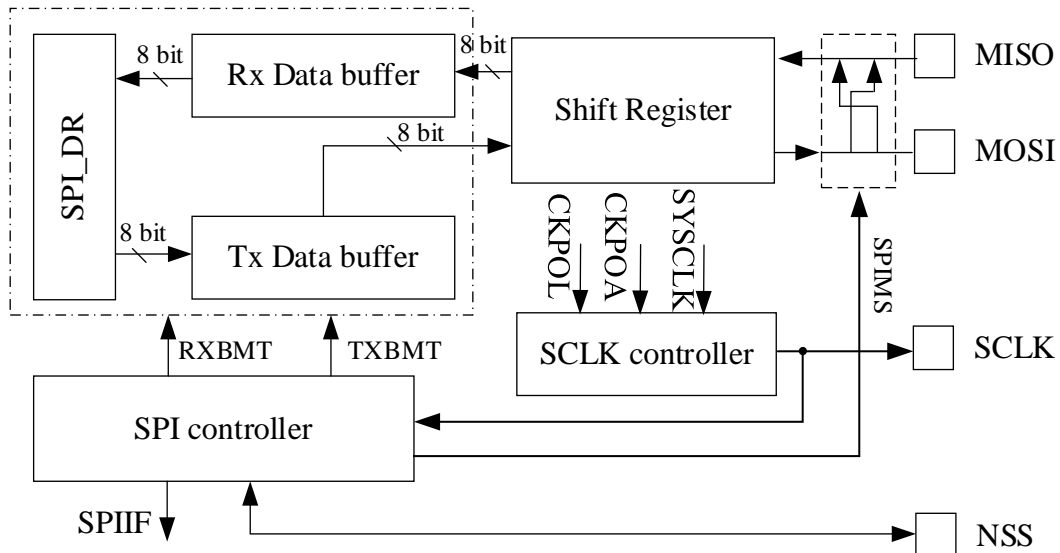 8 bit
Rx Data buffer
8 bit
Shift Register
MISO
SPI_DR
8 bit
MOSI
8 bit
Tx Data buffer
CKPOL
CKPOA
SYSCLK
SPIMS
RXBMT
TXBMT
SCLK controller
SCLK
SPI controller
SPIIF
NSS